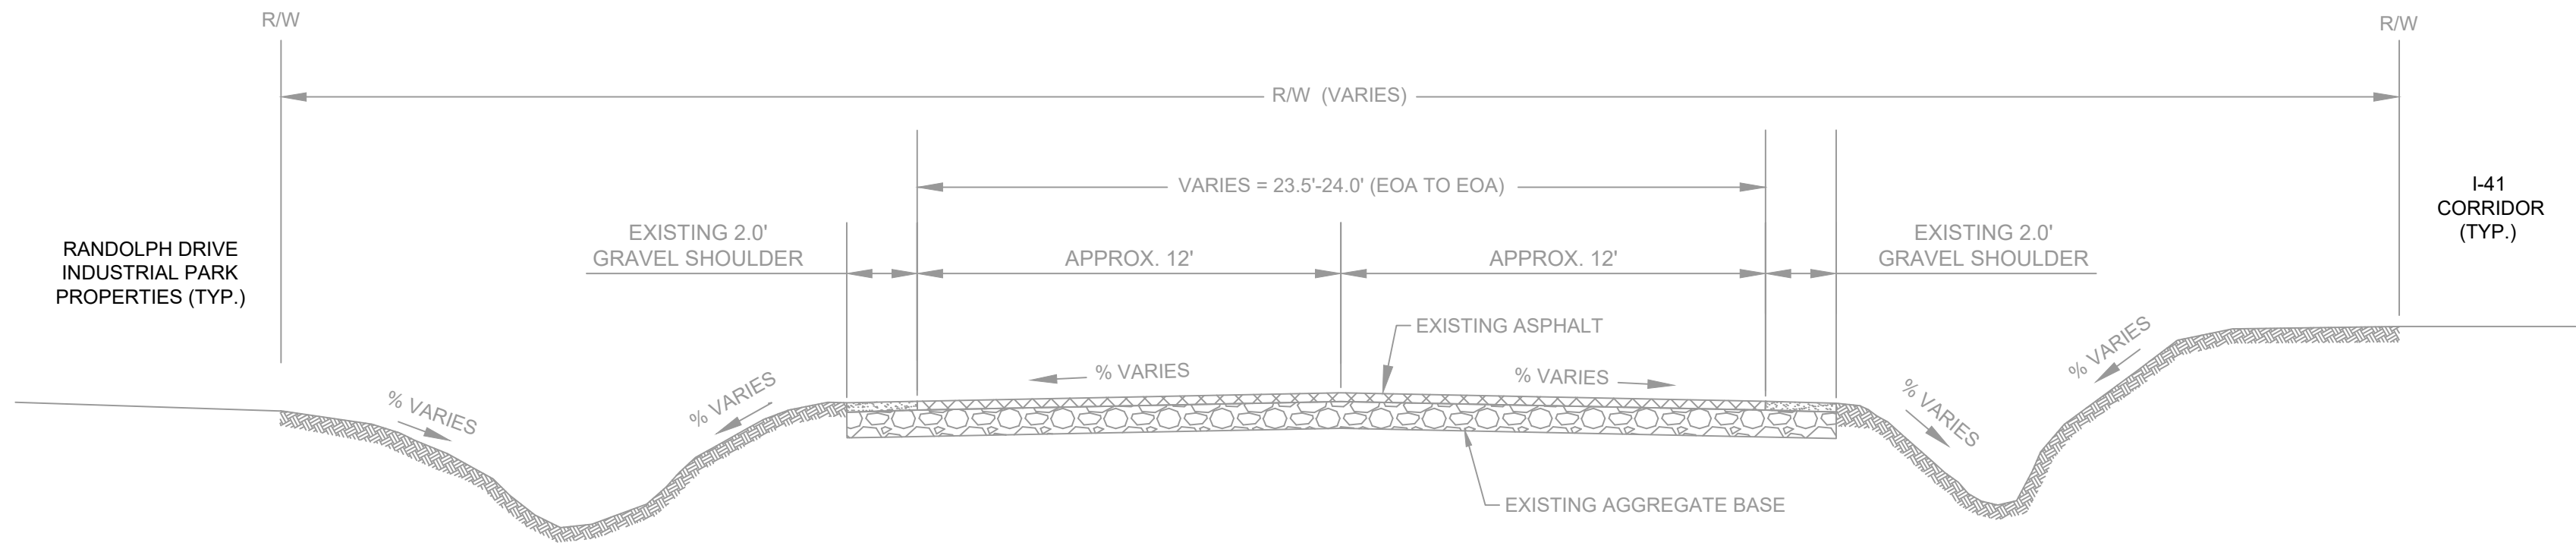 R/W
R/W
R/W (VARIES)
VARIES = 23.5'-24.0' (EOA TO EOA)
I-41
CORRIDOR
(TYP.)
RANDOLPH DRIVE
INDUSTRIAL PARK
PROPERTIES (TYP.)
EXISTING 2.0'
GRAVEL SHOULDER
APPROX. 12'
APPROX. 12'
EXISTING 2.0'
GRAVEL SHOULDER
EXISTING ASPHALT
% VARIES
% VARIES
% VARIES
% VARIES
% VARIES
% VARIES
EXISTING AGGREGATE BASE